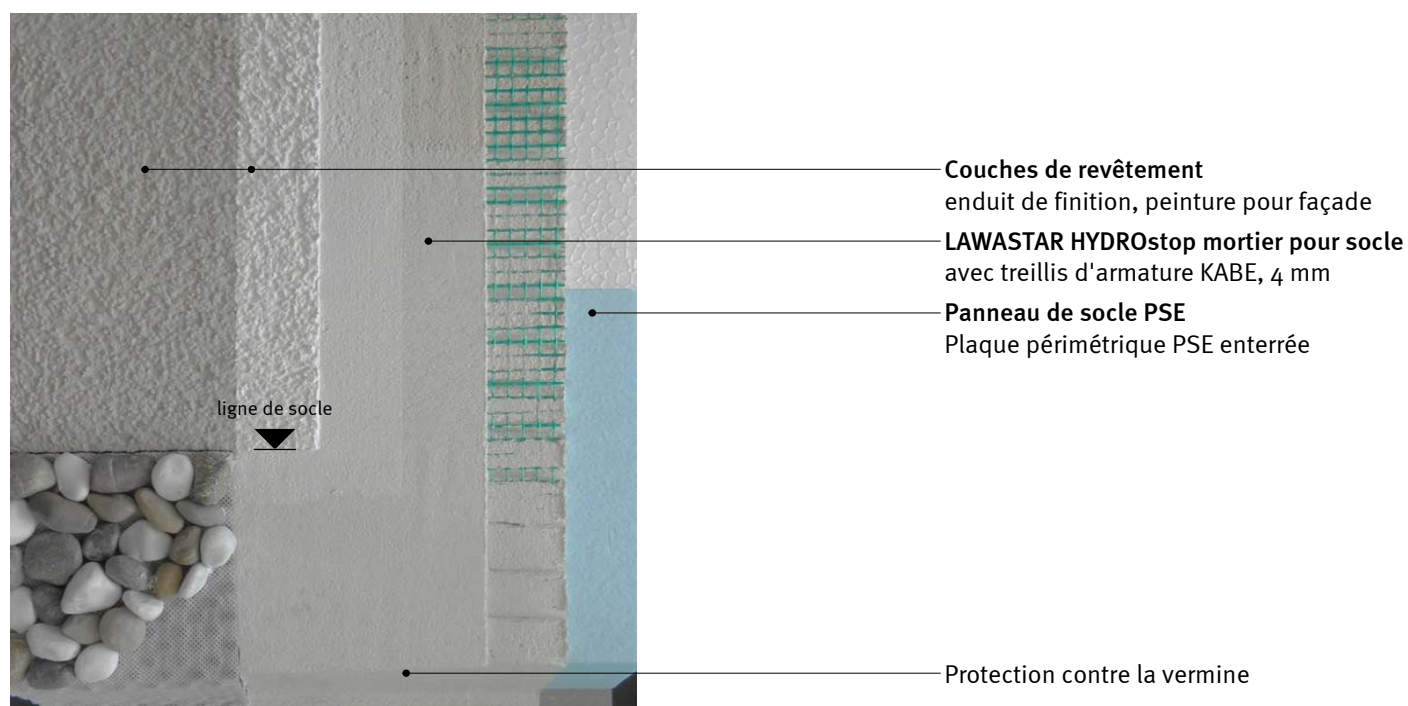 Couches de revêtement
enduit de finition, peinture pour façade
LAWASTAR HYDROstop mortier pour socle
avec treillis d'armature KABE, 4 mm
Panneau de socle PSE
Plaque périmétrique PSE enterrée
ligne de socle
Protection contre la vermine